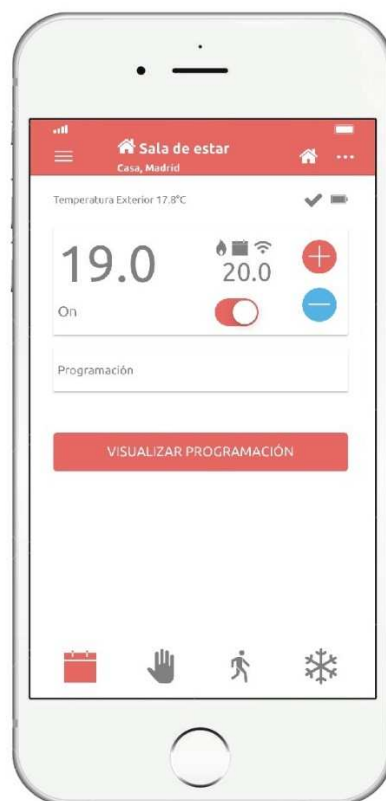 Sala de estar
Casa, Madrid
Temperatura Exterior 17.8°C
19.0
20.0
On
Programación
VISUALIZAR PROGRAMACIÓN